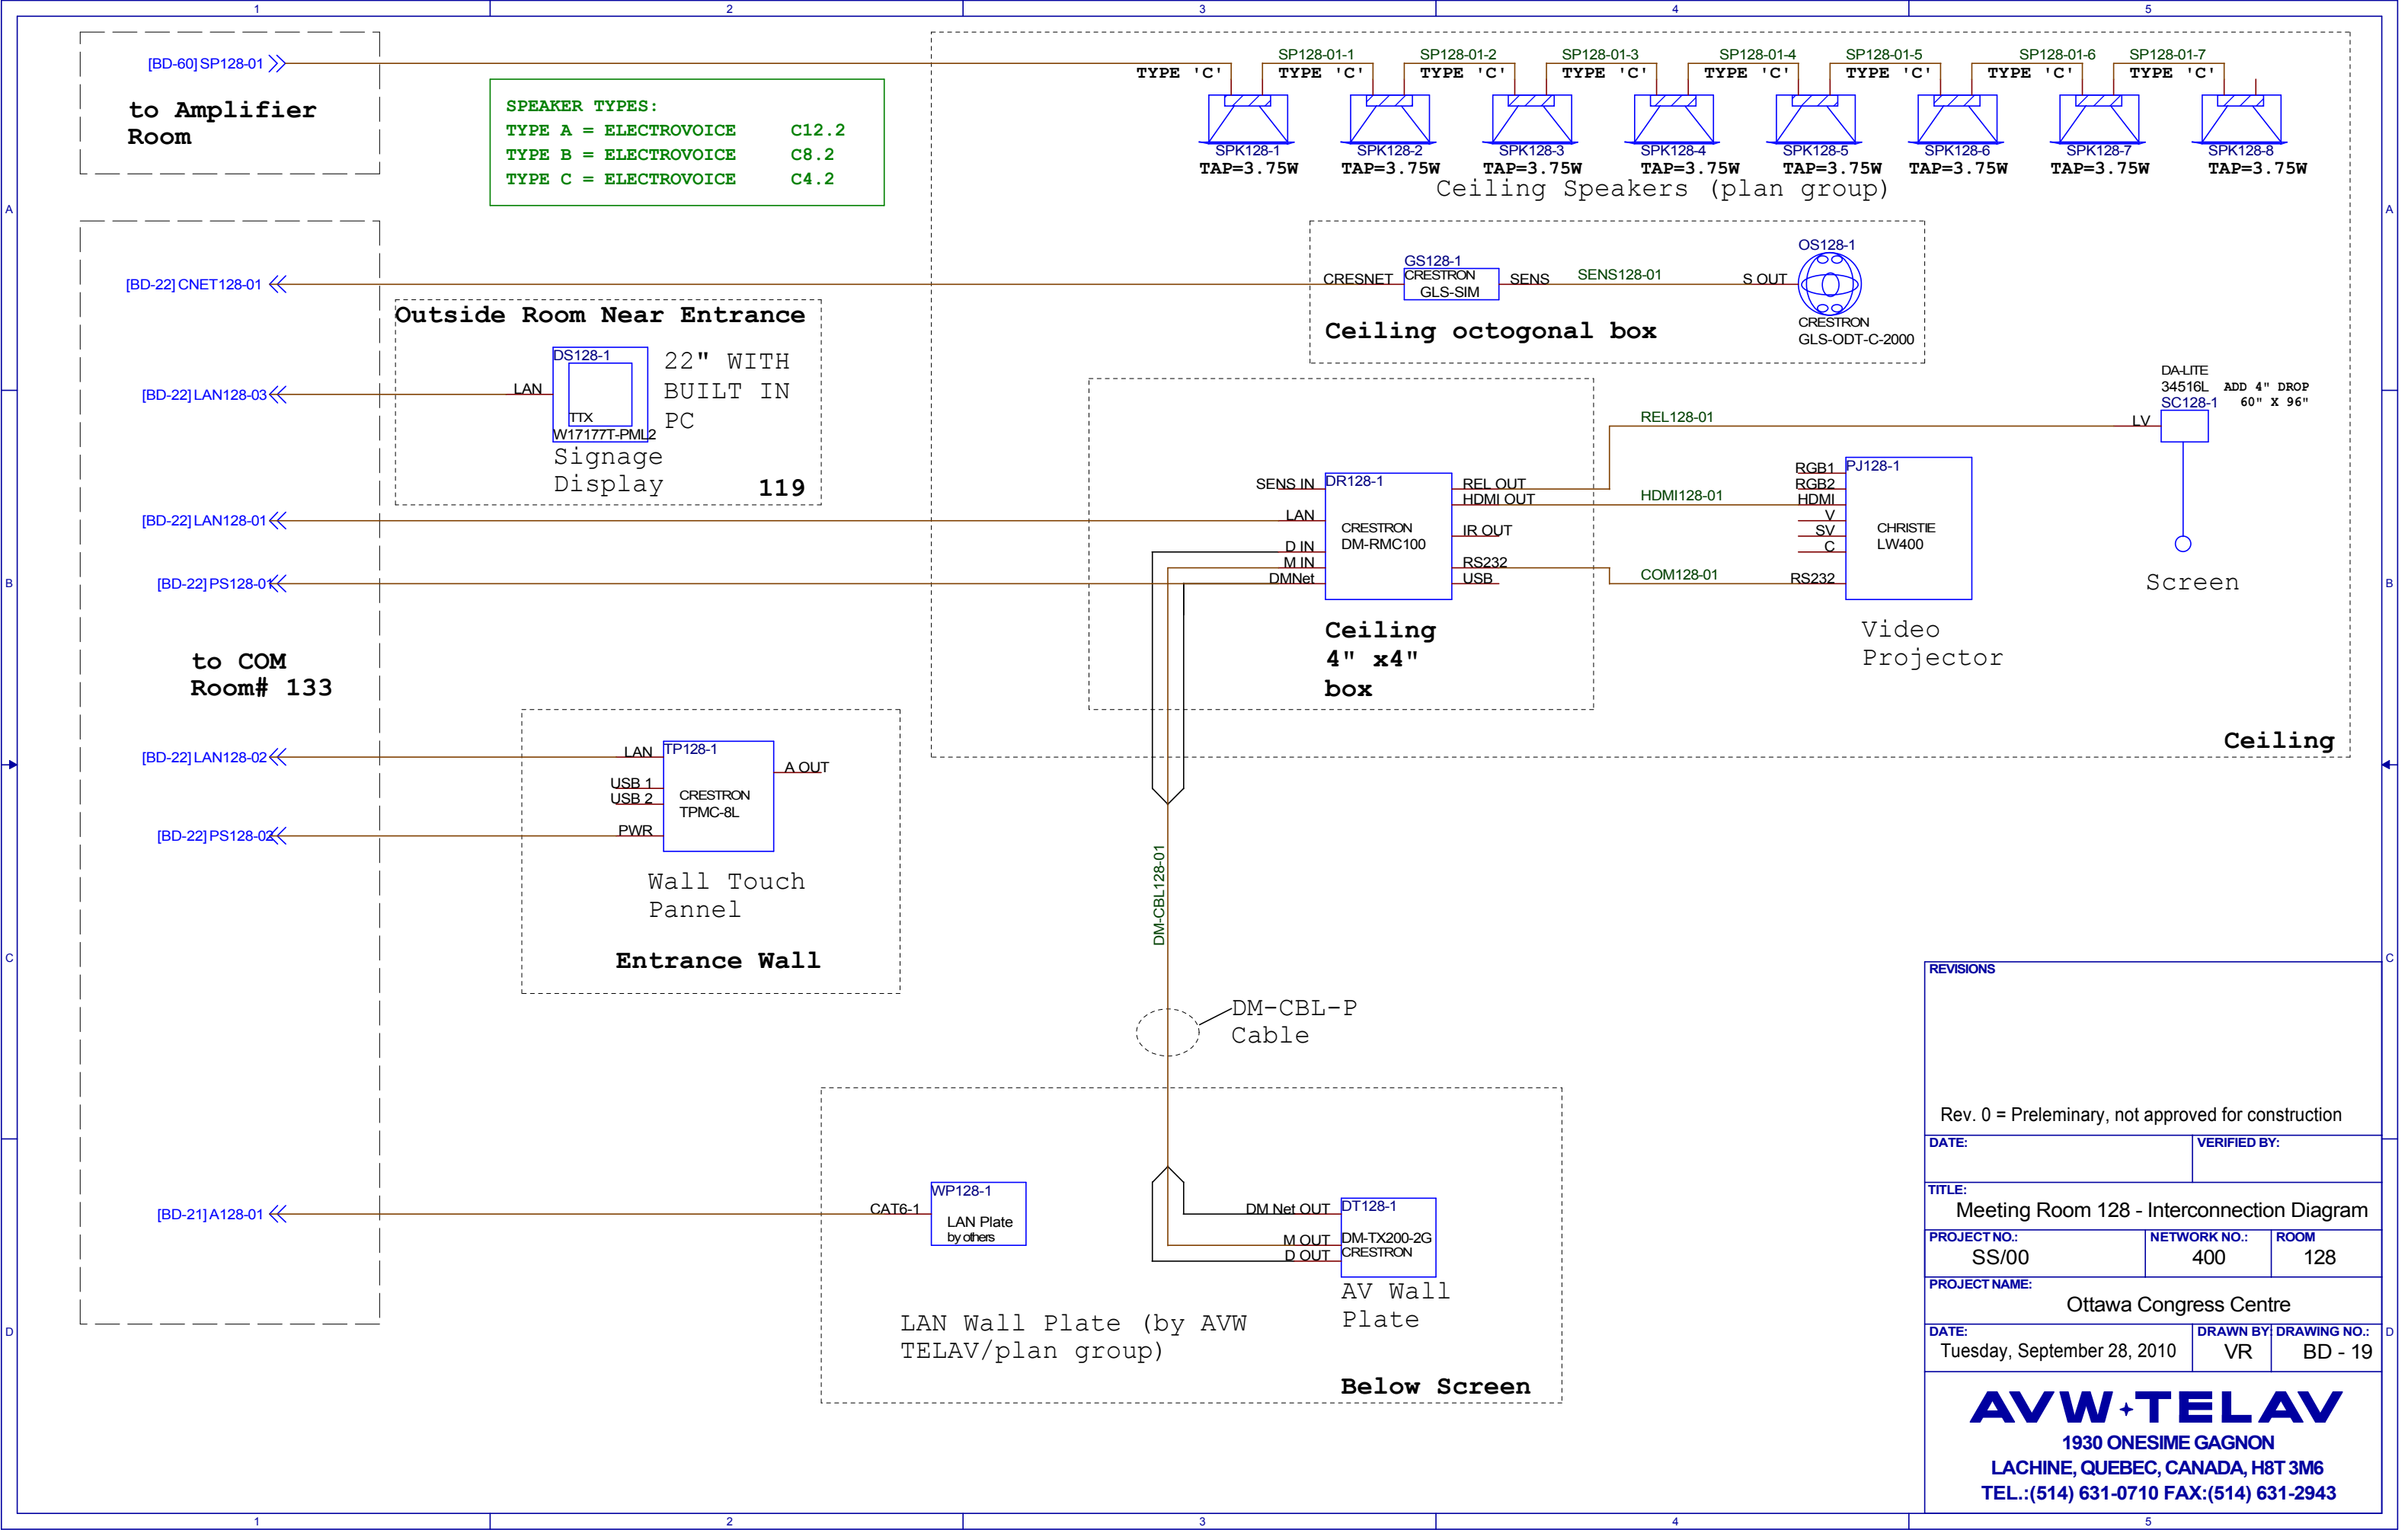 1 2 3 4 5
[BD-60] SP128-01
to Amplifier
Room
SPEAKER TYPES:
TYPE A = ELECTROVOICE C12.2
TYPE B = ELECTROVOICE C8.2
TYPE C = ELECTROVOICE C4.2
SP128-01-1 SP128-01-2 SP128-01-3 SP128-01-4 SP128-01-5 SP128-01-6 SP128-01-7
TYPE 'C' TYPE 'C' TYPE 'C' TYPE 'C' TYPE 'C' TYPE 'C' TYPE 'C' TYPE 'C'
SPK128-1 SPK128-2 SPK128-3 SPK128-4 SPK128-5 SPK128-6 SPK128-7 SPK128-8
TAP=3.75W TAP=3.75W TAP=3.75W TAP=3.75W TAP=3.75W TAP=3.75W TAP=3.75W TAP=3.75W
Ceiling Speakers (plan group)
A A
[BD-22] CNET128-01
CRESNET
GS128-1
CRESTRON
GLS-SIM
SENS
SENS128-01
S OUT
OS128-1
CRESTRON
GLS-ODT-C-2000
Ceiling octogonal box
Outside Room Near Entrance
[BD-22] LAN128-03
LAN
DS128-1
TTX
W17177T-PML2
22" WITH
BUILT IN
PC
Signage
Display
119
DA-LITE
34516L
SC128-1
ADD 4" DROP
60" X 96"
LV
Screen
REL128-01
[BD-22] LAN128-01
[BD-22] PS128-01
SENS IN
LAN
D IN
M IN
DMNet
DR128-1
CRESTRON
DM-RMC100
REL OUT
HDMI OUT
IR OUT
RS232
USB
HDMI128-01
COM128-01
RGB1
RGB2
HDMI
V
SV
C
RS232
PJ128-1
CHRISTIE
LW400
Video
Projector
Ceiling
4" x4"
box
B B
Ceiling
to COM
Room# 133
[BD-22] LAN128-02
[BD-22] PS128-02
LAN
USB 1
USB 2
PWR
TP128-1
CRESTRON
TPMC-8L
A OUT
Wall Touch
Pannel
Entrance Wall
DM-CBL128-01
DM-CBL-P
Cable
C C
[BD-21] A128-01
CAT6-1
WP128-1
LAN Plate
by others
DM Net OUT
M OUT
D OUT
DT128-1
DM-TX200-2G
CRESTRON
AV Wall
Plate
LAN Wall Plate (by AVW
TELAV/plan group)
Below Screen
D D
REVISIONS
Rev. 0 = Preleminary, not approved for construction
DATE: VERIFIED BY:
TITLE:
Meeting Room 128 - Interconnection Diagram
PROJECT NO.: NETWORK NO.: ROOM
SS/00 400 128
PROJECT NAME:
Ottawa Congress Centre
DATE: DRAWN BY: DRAWING NO.:
Tuesday, September 28, 2010 VR BD - 19
AVW TELAV
1930 ONESIME GAGNON
LACHINE, QUEBEC, CANADA, H8T 3M6
TEL.:(514) 631-0710 FAX:(514) 631-2943
1 2 3 4 5